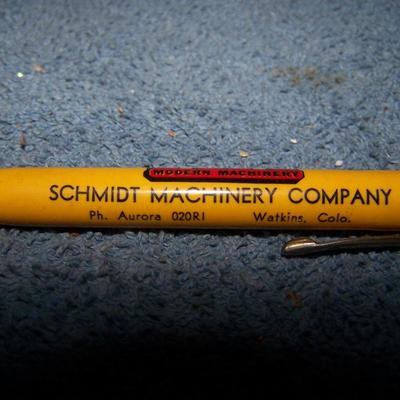 MODERN MACHINERY
SCHMIDT MACHINERY COMPANY
Ph. Aurora 020R1 Watkins, Colo.